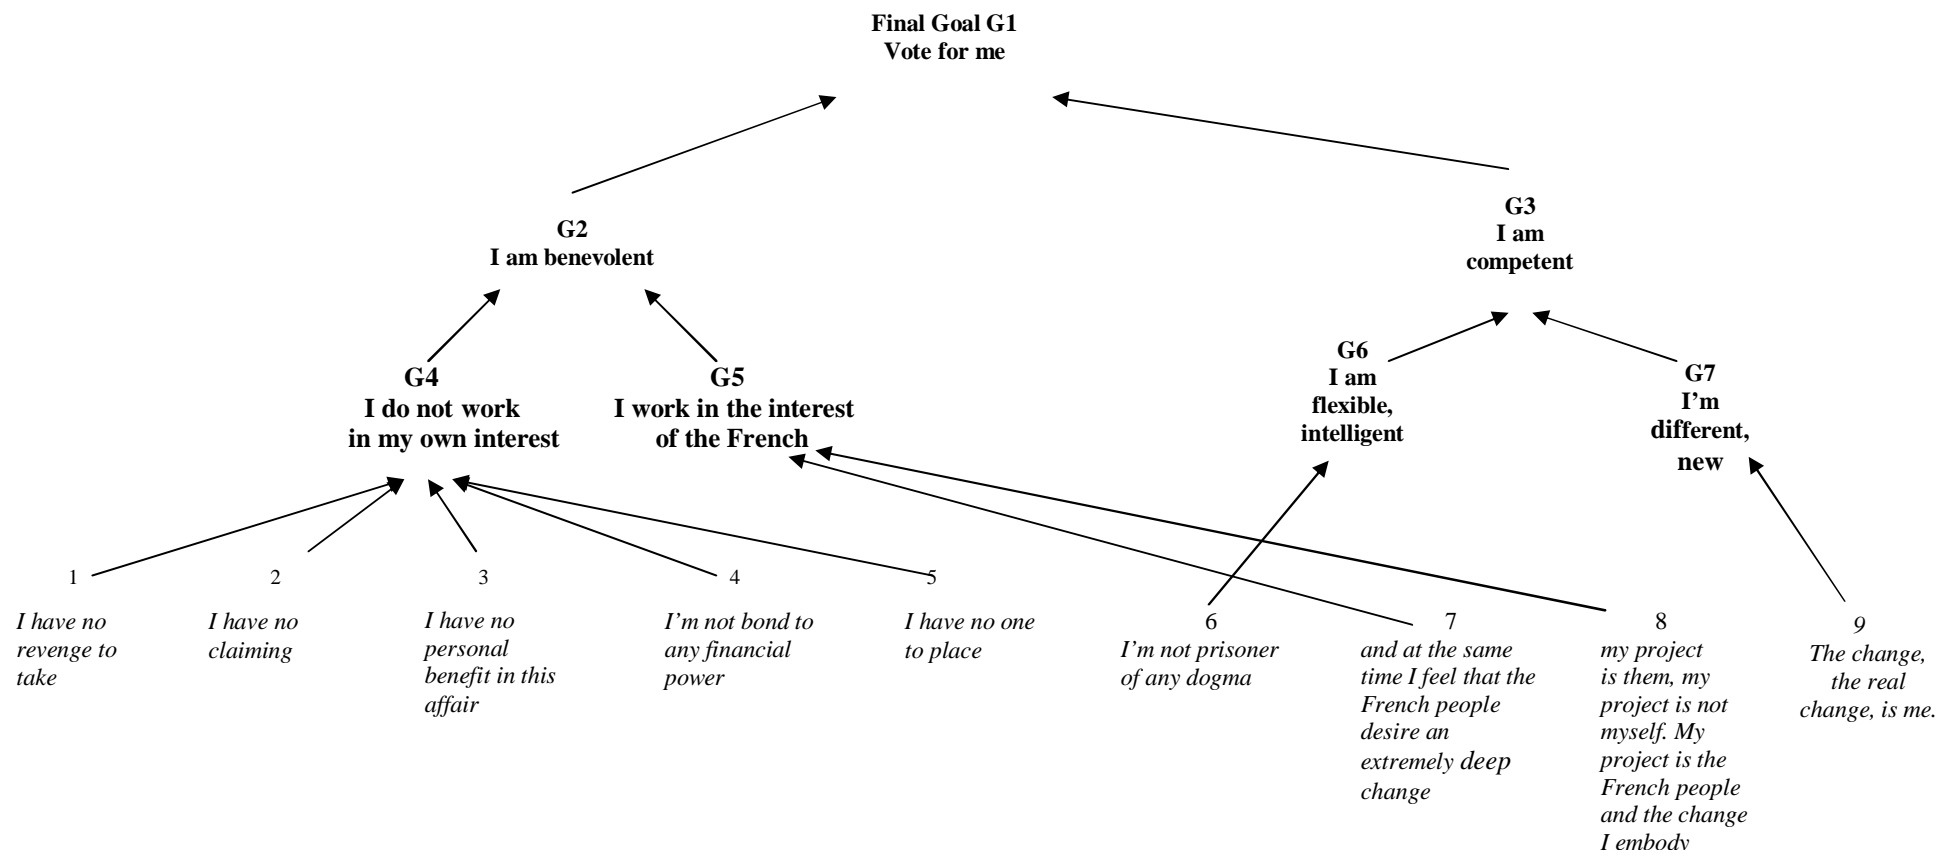 Final Goal G1
Vote for me
G2
I am benevolent
G3
I am
competent
G4
I do not work
in my own interest
G5
I work in the interest
of the French
G6
I am
flexible,
intelligent
G7
I'm
different,
new
1
I have no
revenge to
take
2
I have no
claiming
3
I have no
personal
benefit in this
affair
4
I'm not bond to
any financial
power
5
I have no one
to place
6
I'm not prisoner
of any dogma
7
and at the same
time I feel that the
French people
desire an
extremely deep
change
8
my project
is them, my
project is not
myself. My
project is the
French people
and the change
I embody
9
The change,
the real
change, is me.